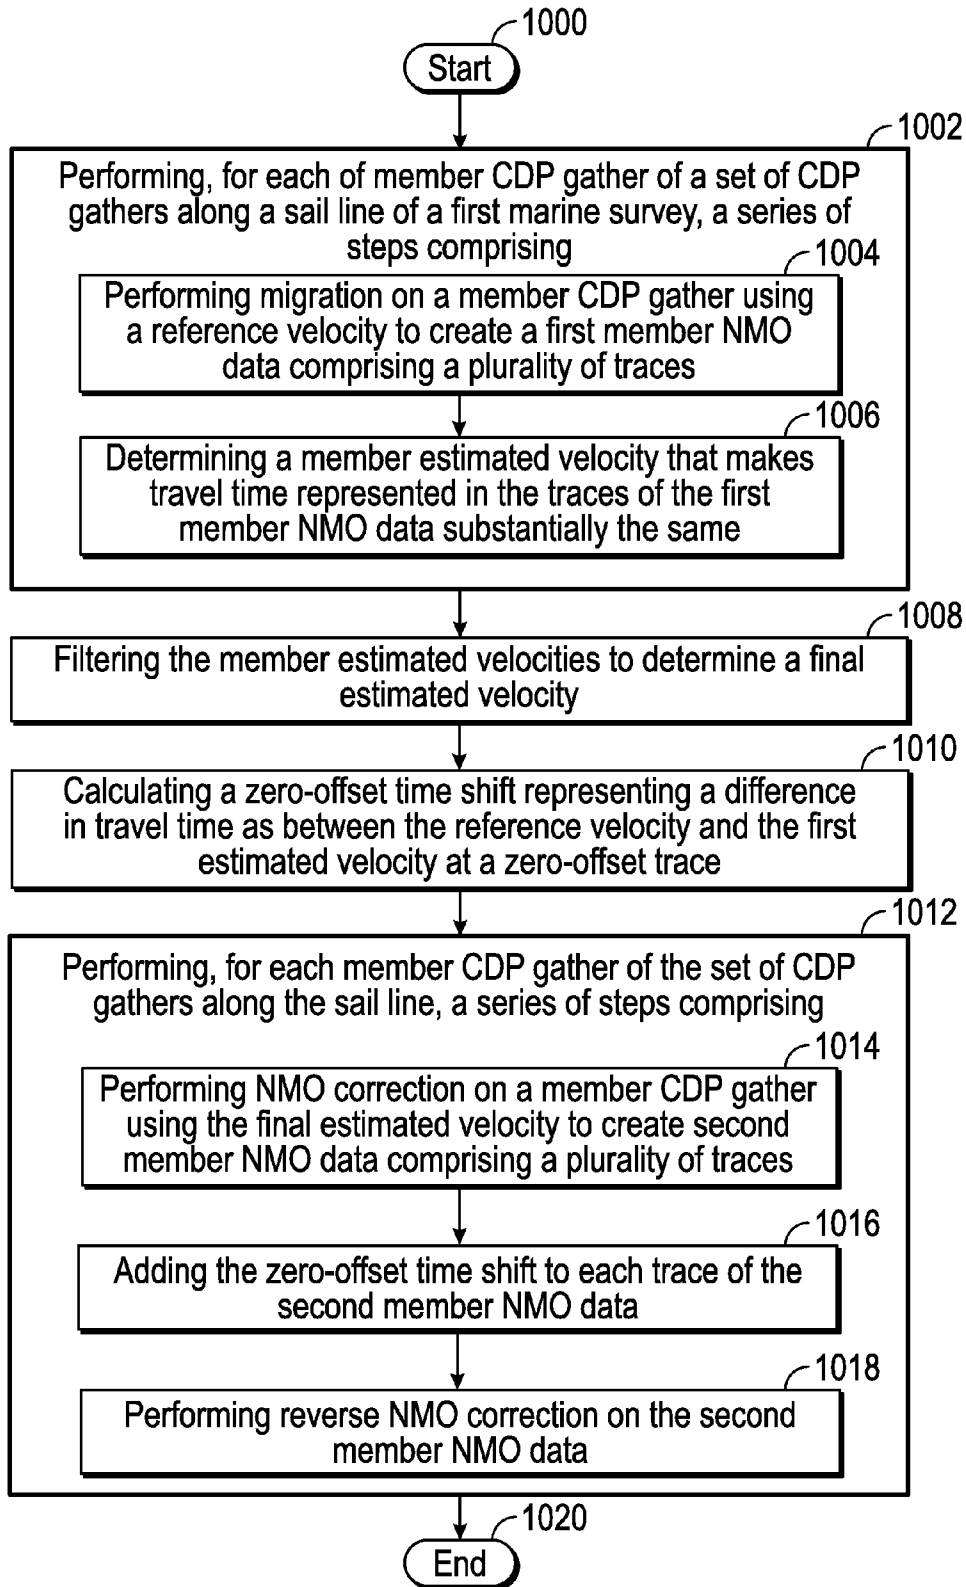 1000
Start
1002
Performing, for each of member CDP gather of a set of CDP
gathers along a sail line of a first marine survey, a series of
steps comprising
1004
Performing migration on a member CDP gather using
a reference velocity to create a first member NMO
data comprising a plurality of traces
1006
Determining a member estimated velocity that makes
travel time represented in the traces of the first
member NMO data substantially the same
1008
Filtering the member estimated velocities to determine a final
estimated velocity
1010
Calculating a zero-offset time shift representing a difference
in travel time as between the reference velocity and the first
estimated velocity at a zero-offset trace
1012
Performing, for each member CDP gather of the set of CDP
gathers along the sail line, a series of steps comprising
1014
Performing NMO correction on a member CDP gather
using the final estimated velocity to create second
member NMO data comprising a plurality of traces
1016
Adding the zero-offset time shift to each trace of the
second member NMO data
1018
Performing reverse NMO correction on the second
member NMO data
1020
End